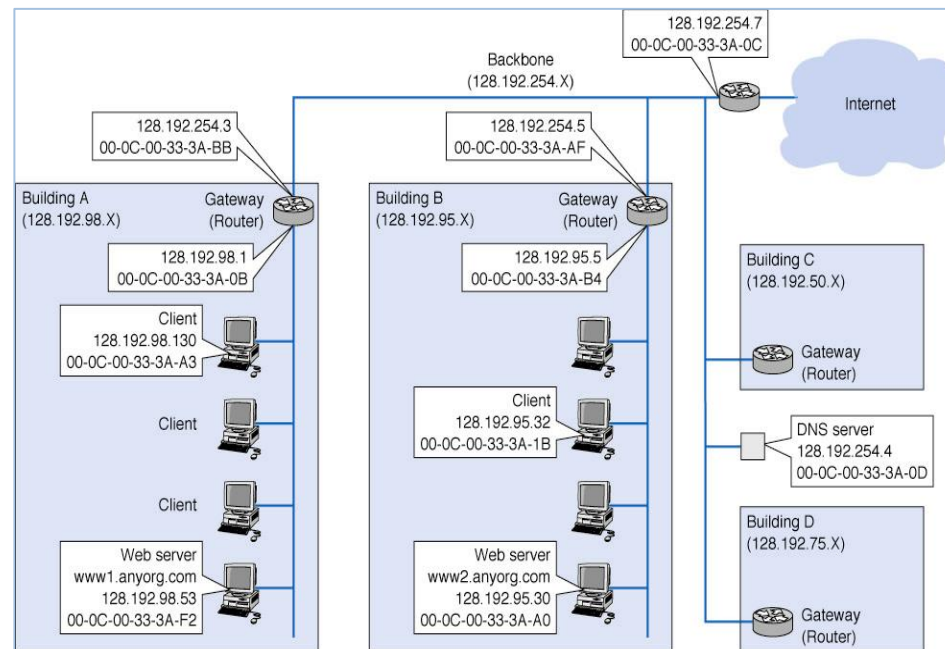 128.192.254.7
00-0C-00-33-3A-0C
Backbone
(128.192.254.X)
Internet
128.192.254.3
00-0C-00-33-3A-BB
128.192.254.5
00-0C-00-33-3A-AF
Building A
(128.192.98.X)
Gateway
(Router)
128.192.98.1
00-0C-00-33-3A-0B
Client
128.192.98.130
00-0C-00-33-3A-A3
Client
Client
Web server
www1.anyorg.com
128.192.98.53
00-0C-00-33-3A-F2
Building B
(128.192.95.X)
Gateway
(Router)
128.192.95.5
00-0C-00-33-3A-B4
Client
128.192.95.32
00-0C-00-33-3A-1B
Web server
www2.anyorg.com
128.192.95.30
00-0C-00-33-3A-A0
Building C
(128.192.50.X)
Gateway
(Router)
DNS server
128.192.254.4
00-0C-00-33-3A-0D
Building D
(128.192.75.X)
Gateway
(Router)